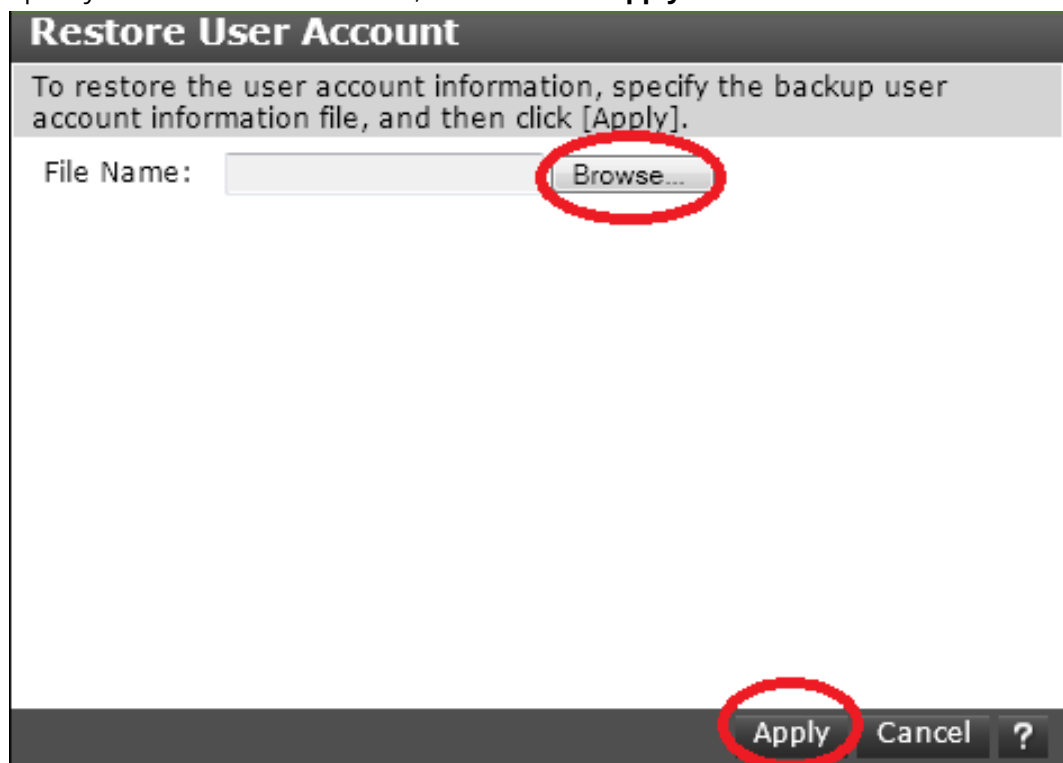 Apply
Restore User Account
To restore the user account information, specify the backup user
account information file, and then click [Apply].
File Name:
Browse...
Apply Cancel ?